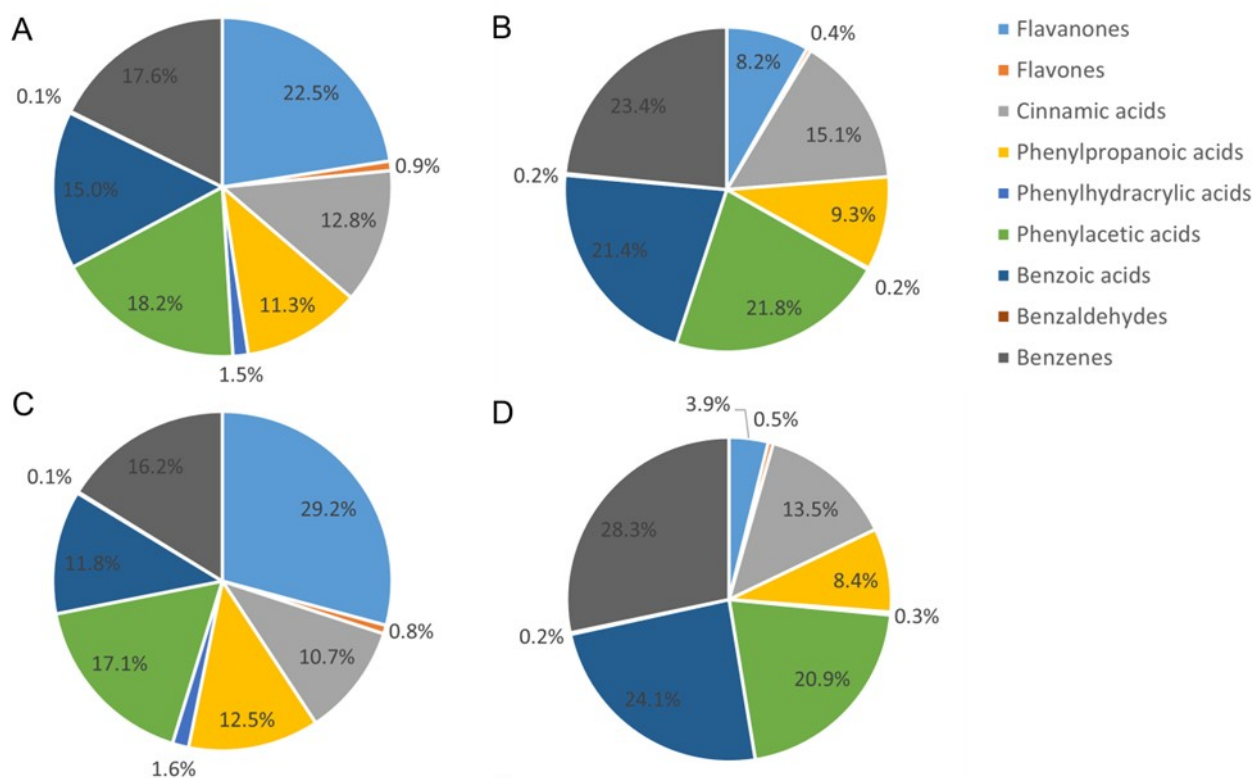 A
22.5%
0.9%
12.8%
11.3%
1.5%
18.2%
15.0%
0.1%
17.6%
B
8.2%
0.4%
15.1%
9.3%
0.2%
21.8%
21.4%
0.2%
23.4%
Flavanones
Flavones
Cinnamic acids
Phenylpropanoic acids
Phenylhydracrylic acids
Phenylacetic acids
Benzoic acids
Benzaldehydes
Benzenes
C
29.2%
0.8%
10.7%
12.5%
1.6%
17.1%
11.8%
0.1%
16.2%
D
3.9%
0.5%
13.5%
8.4%
0.3%
20.9%
24.1%
0.2%
28.3%